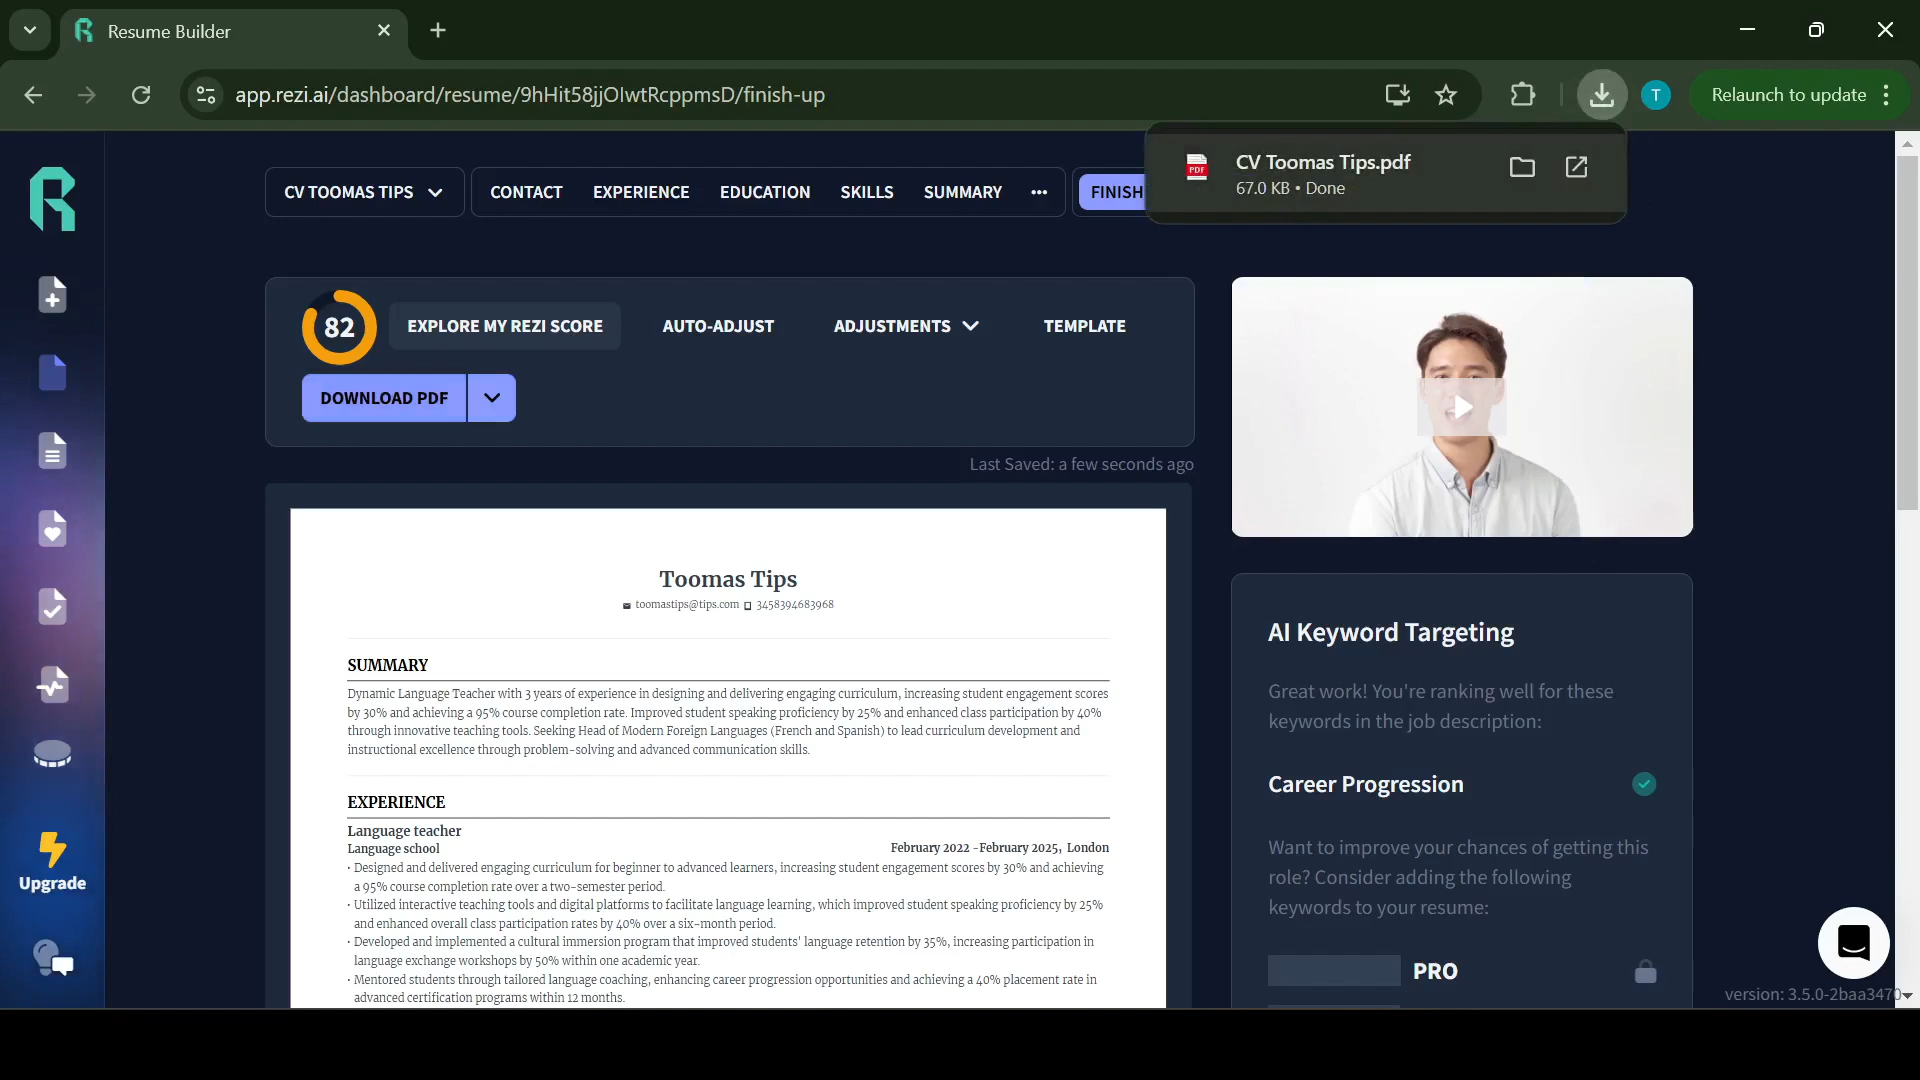 Resume Builder
app.rezi.ai/dashboard/resume/9hHit58jjOlwtRcppmsD/finish-up
T
Relaunch to update
CV Toomas Tips.pdf
67.0 KB • Done
PDF
CV TOOMAS TIPS
CONTACT
EXPERIENCE
EDUCATION
SKILLS
SUMMARY
FINISH
82
EXPLORE MY REZI SCORE
AUTO-ADJUST
ADJUSTMENTS
TEMPLATE
DOWNLOAD PDF
Last Saved: a few seconds ago
Toomas Tips
toomastips@tips.com 3458394683968
SUMMARY
Dynamic Language Teacher with 3 years of experience in designing and delivering engaging curriculum, increasing student engagement scores
by 30% and achieving a 95% course completion rate. Improved student speaking proficiency by 25% and enhanced class participation by 40%
through innovative teaching tools. Seeking Head of Modern Foreign Languages (French and Spanish) to lead curriculum development and
instructional excellence through problem-solving and advanced communication skills.
EXPERIENCE
Language teacher
Language school
February 2022 - February 2025, London
• Designed and delivered engaging curriculum for beginner to advanced learners, increasing student engagement scores by 30% and achieving
a 95% course completion rate over a two-semester period.
• Utilized interactive teaching tools and digital platforms to facilitate language learning, which improved student speaking proficiency by 25%
and enhanced overall class participation rates by 40% over a six-month period.
• Developed and implemented a cultural immersion program that improved students' language retention by 35%, increasing participation in
language exchange workshops by 50% within one academic year.
• Mentored students through tailored language coaching, enhancing career progression opportunities and achieving a 40% placement rate in
advanced certification programs within 12 months.
AI Keyword Targeting
Great work! You're ranking well for these
keywords in the job description:
Career Progression
Want to improve your chances of getting this
role? Consider adding the following
keywords to your resume:
PRO
Upgrade
version: 3.5.0-2baa3470